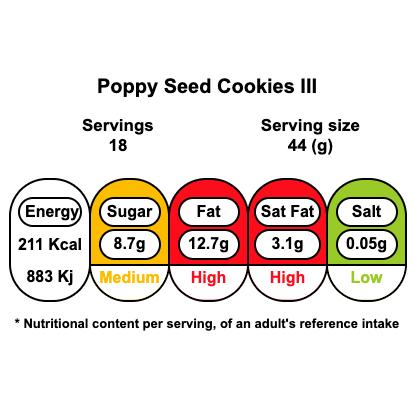 Poppy Seed Cookies III
Servings
18
Serving size
44 (g)
Energy
211 Kcal
883 Kj
Sugar
8.7g
Medium
Fat
12.7g
High
Sat Fat
3.1g
High
Salt
0.05g
Low
* Nutritional content per serving, of an adult's reference intake